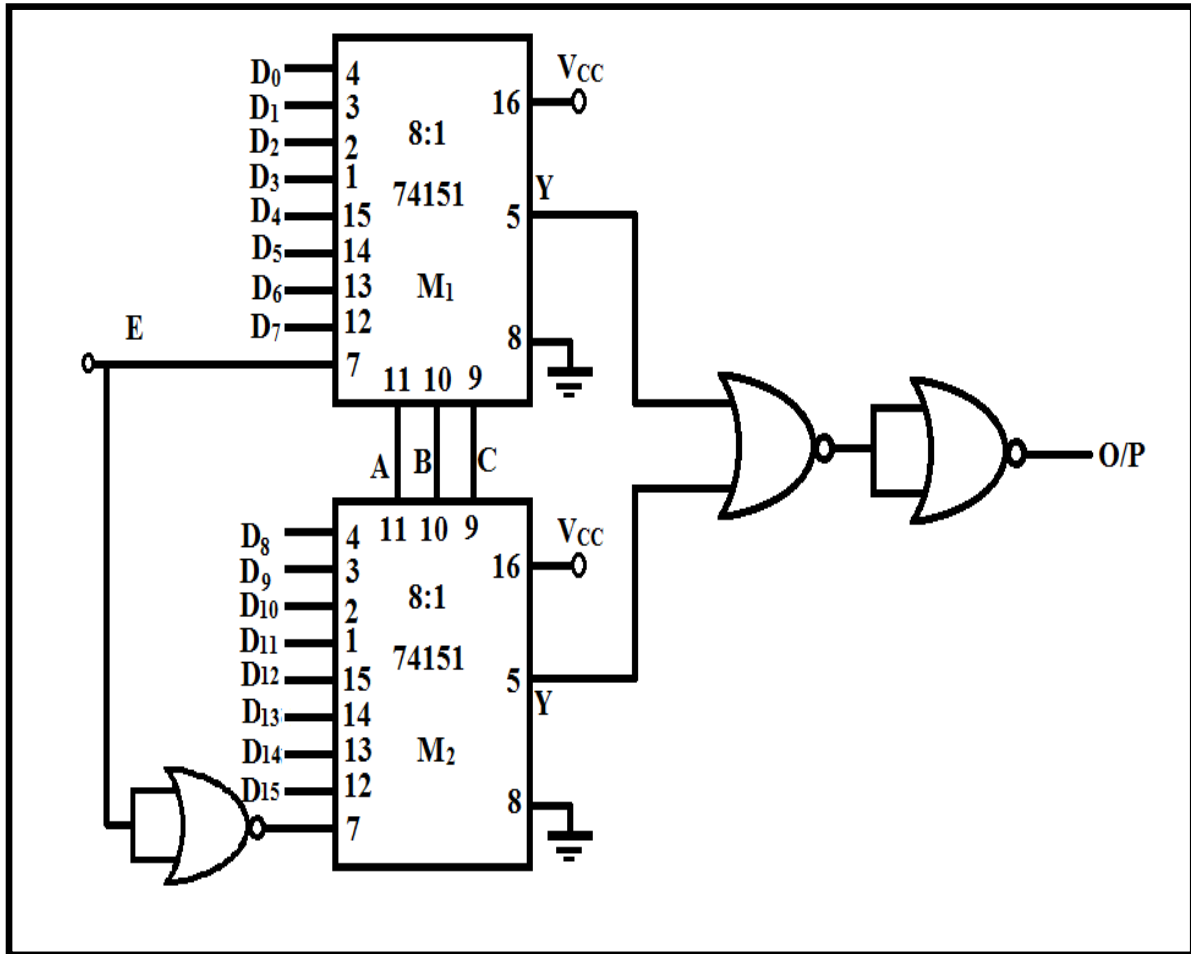 D₀ 4
D₁ 3
D₂ 2
D₃ 1
D₄ 15
D₅ 14
D₆ 13
D₇ 12
E
7
8:1
74151
M₁
16 V_CC
Y
5
8
11 10 9
A B C
11 10 9
D₈ 4
D₉ 3
D₁₀ 2
D₁₁ 1
D₁₂ 15
D₁₃ 14
D₁₄ 13
D₁₅ 12
7
8:1
74151
M₂
16 V_CC
5
Y
8
O/P